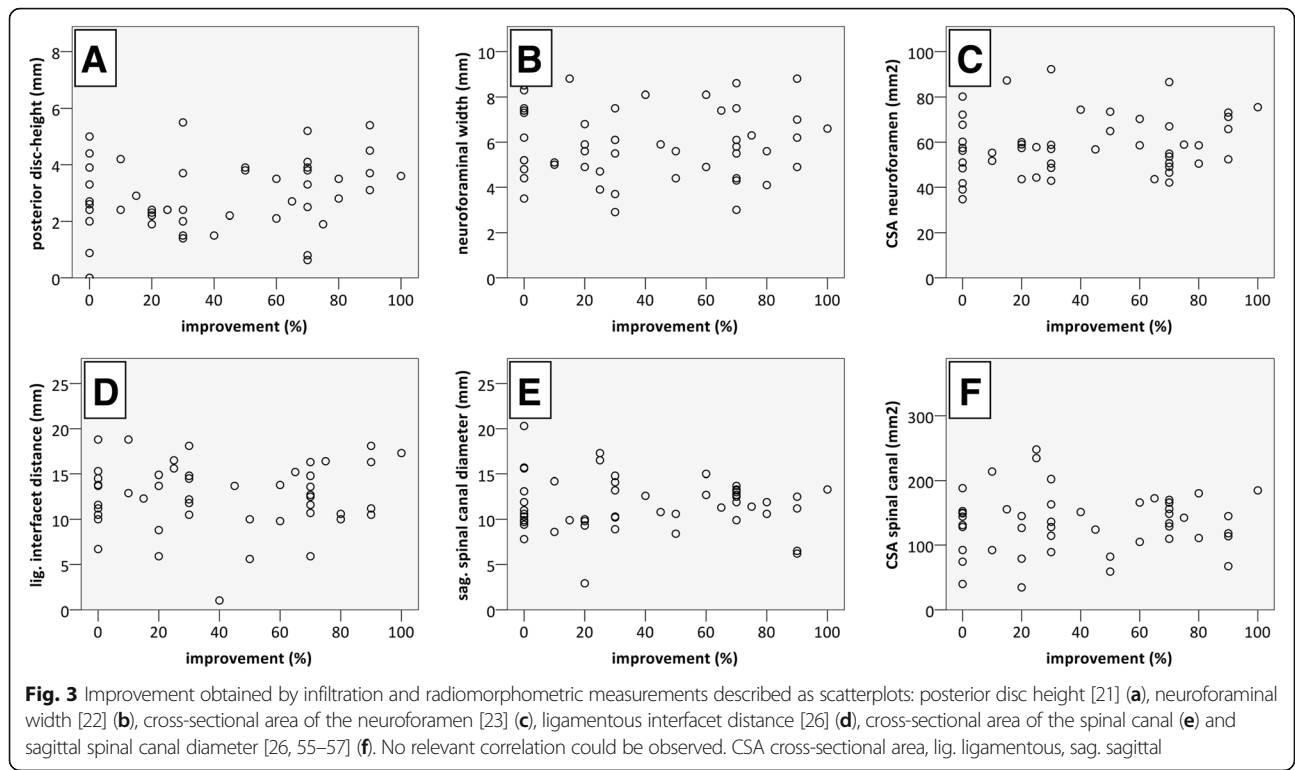 A
posterior disc-height (mm)
8
6
4
2
0
0 20 40 60 80 100
improvement (%)
B
neuroforaminal width (mm)
10
8
6
4
2
0
0 20 40 60 80 100
improvement (%)
C
CSA neuroforamen (mm2)
100
80
60
40
20
0
0 20 40 60 80 100
improvement (%)
D
lig. interfacet distance (mm)
25
20
15
10
5
0
0 20 40 60 80 100
improvement (%)
E
sag. spinal canal diameter (mm)
25
20
15
10
5
0
0 20 40 60 80 100
improvement (%)
F
CSA spinal canal (mm2)
300
200
100
0
0 20 40 60 80 100
improvement (%)
Fig. 3 Improvement obtained by infiltration and radiomorphometric measurements described as scatterplots: posterior disc height [21] (a), neuroforaminal
width [22] (b), cross-sectional area of the neuroforamen [23] (c), ligamentous interfacet distance [26] (d), cross-sectional area of the spinal canal (e) and
sagittal spinal canal diameter [26, 55–57] (f). No relevant correlation could be observed. CSA cross-sectional area, lig. ligamentous, sag. sagittal